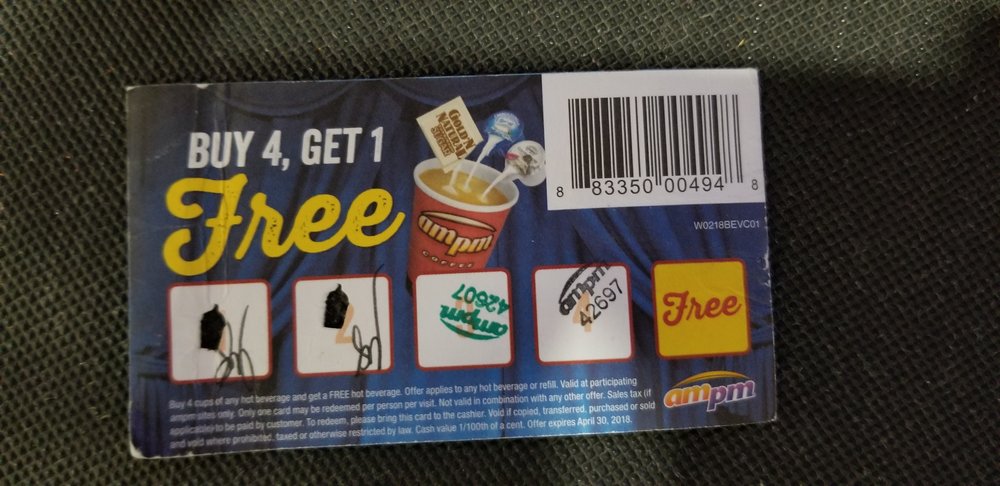 BUY 4, GET 1
Free
GOLD'N
NATURAL
SUGAR
ampm
COFFEE
8 83350 00494 8
W0218BEVC01
2
ampm
42607
ampm
42697
Free
ampm
Buy 4 cups of any hot beverage and get a FREE hot beverage. Offer applies to any hot beverage or refill. Valid at participating
ampm sites only. Only one card may be redeemed per person per visit. Not valid in combination with any other offer. Sales tax (if
applicable) to be paid by customer. To redeem, please bring this card to the cashier. Void if copied, transferred, purchased or sold
and void where prohibited, taxed or otherwise restricted by law. Cash value 1/100th of a cent. Offer expires April 30, 2018.